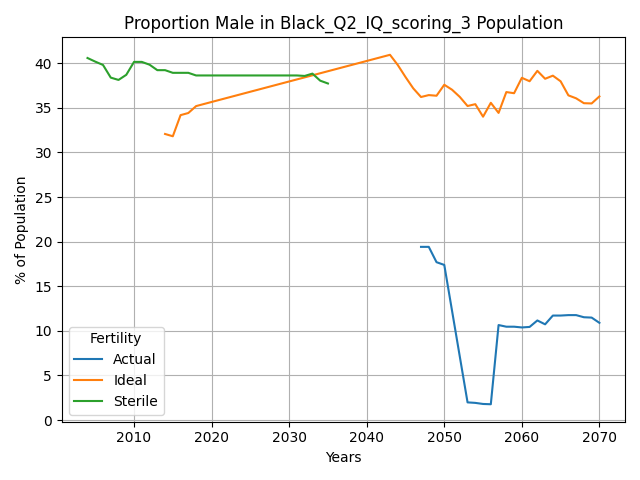 Proportion Male in Black_Q2_IQ_scoring_3 Population
% of Population
40
35
30
25
20
15
10
5
0
Fertility
Actual
Ideal
Sterile
2010 2020 2030 2040 2050 2060 2070
Years